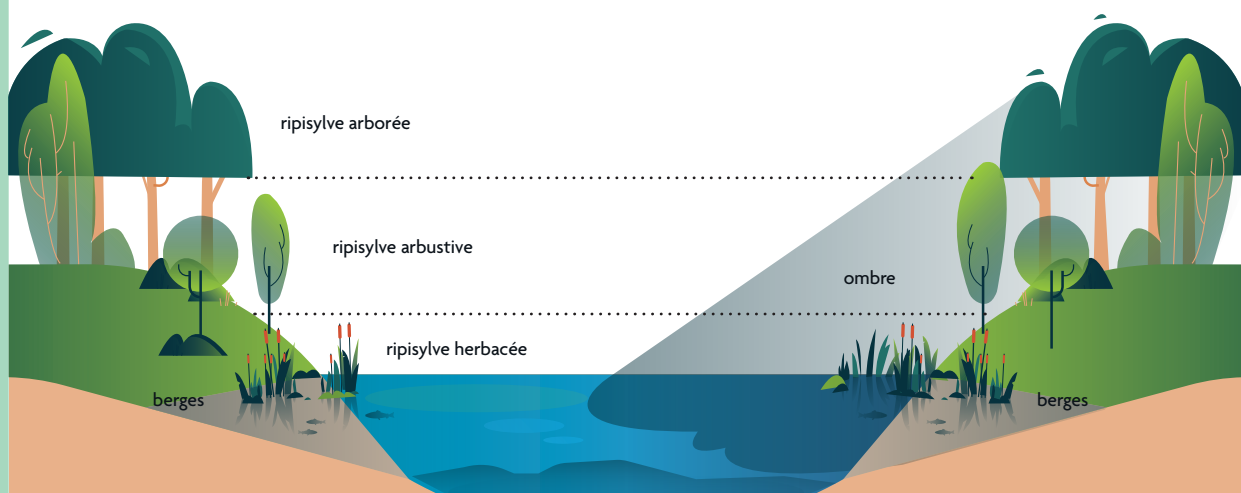 ripisylve arborée
ripisylve arbustive
ombre
ripisylve herbacée
berges
berges